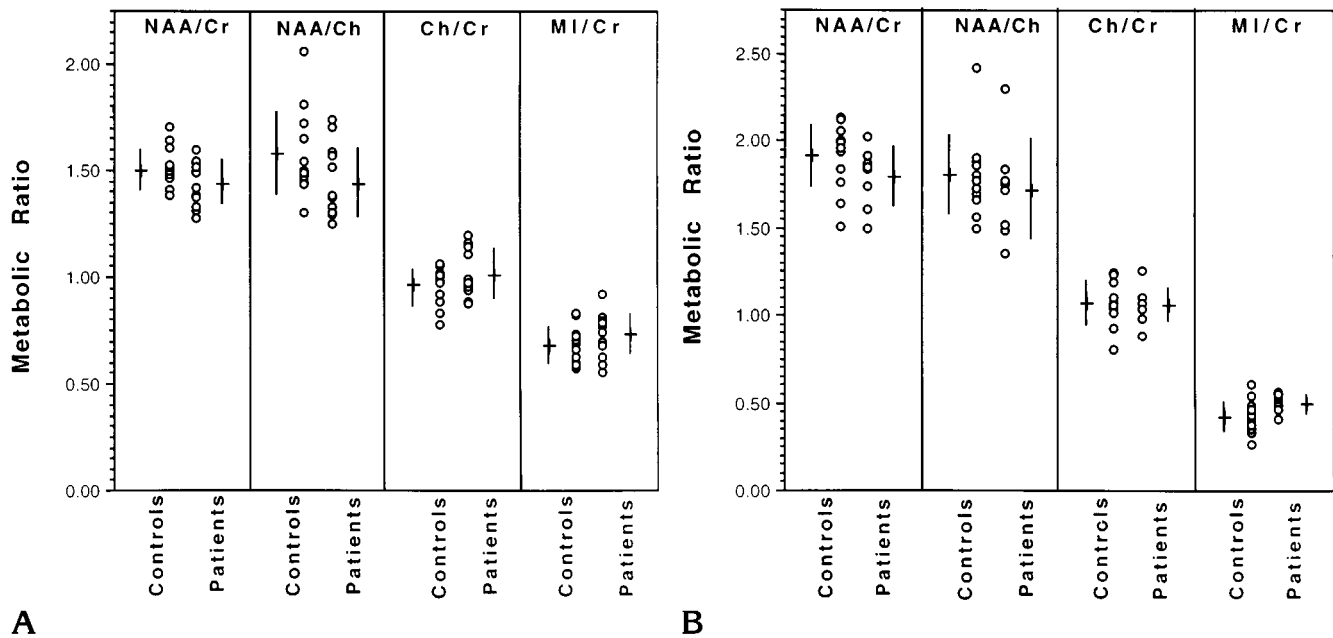 NAA/Cr NAA/Ch Ch/Cr MI/Cr
2.00
1.50
1.00
0.50
0.00
Metabolic Ratio
Controls Patients Controls Patients Controls Patients Controls Patients
A
NAA/Cr NAA/Ch Ch/Cr MI/Cr
2.50
2.00
1.50
1.00
0.50
0.00
Metabolic Ratio
Controls Patients Controls Patients Controls Patients Controls Patients
B